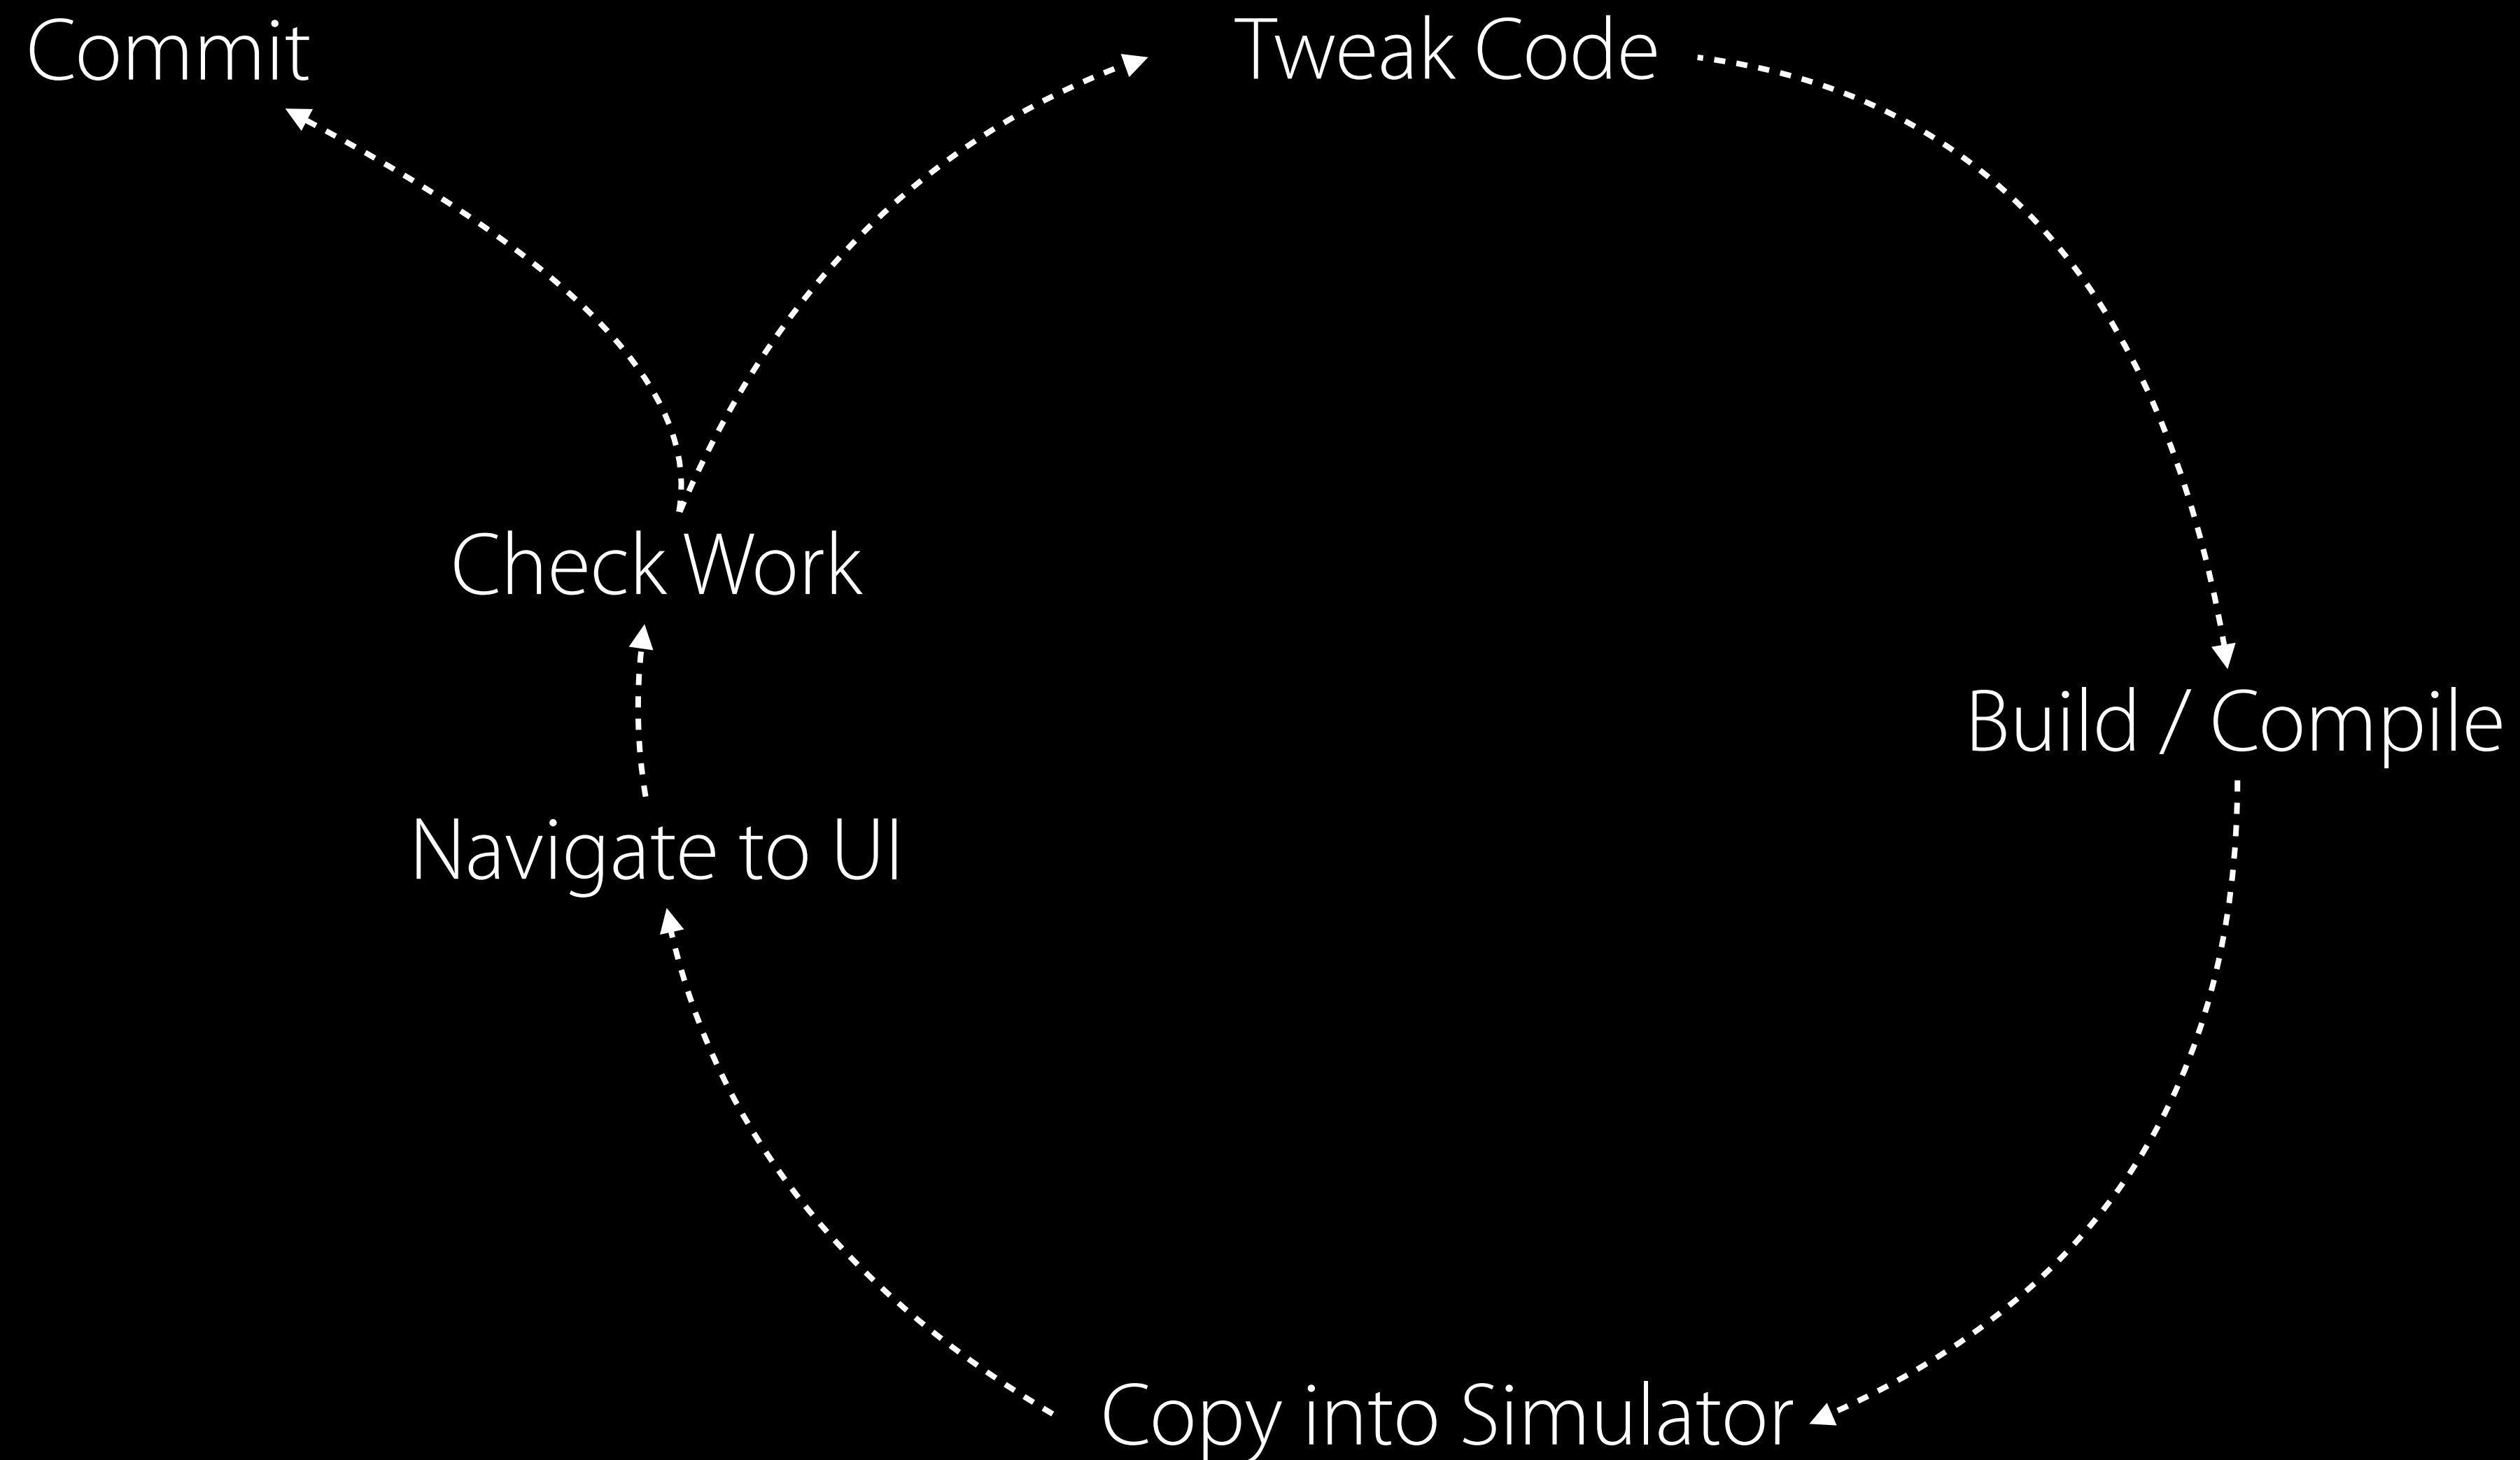 Commit
Tweak Code
Check Work
Build / Compile
Navigate to UI
Copy into Simulator